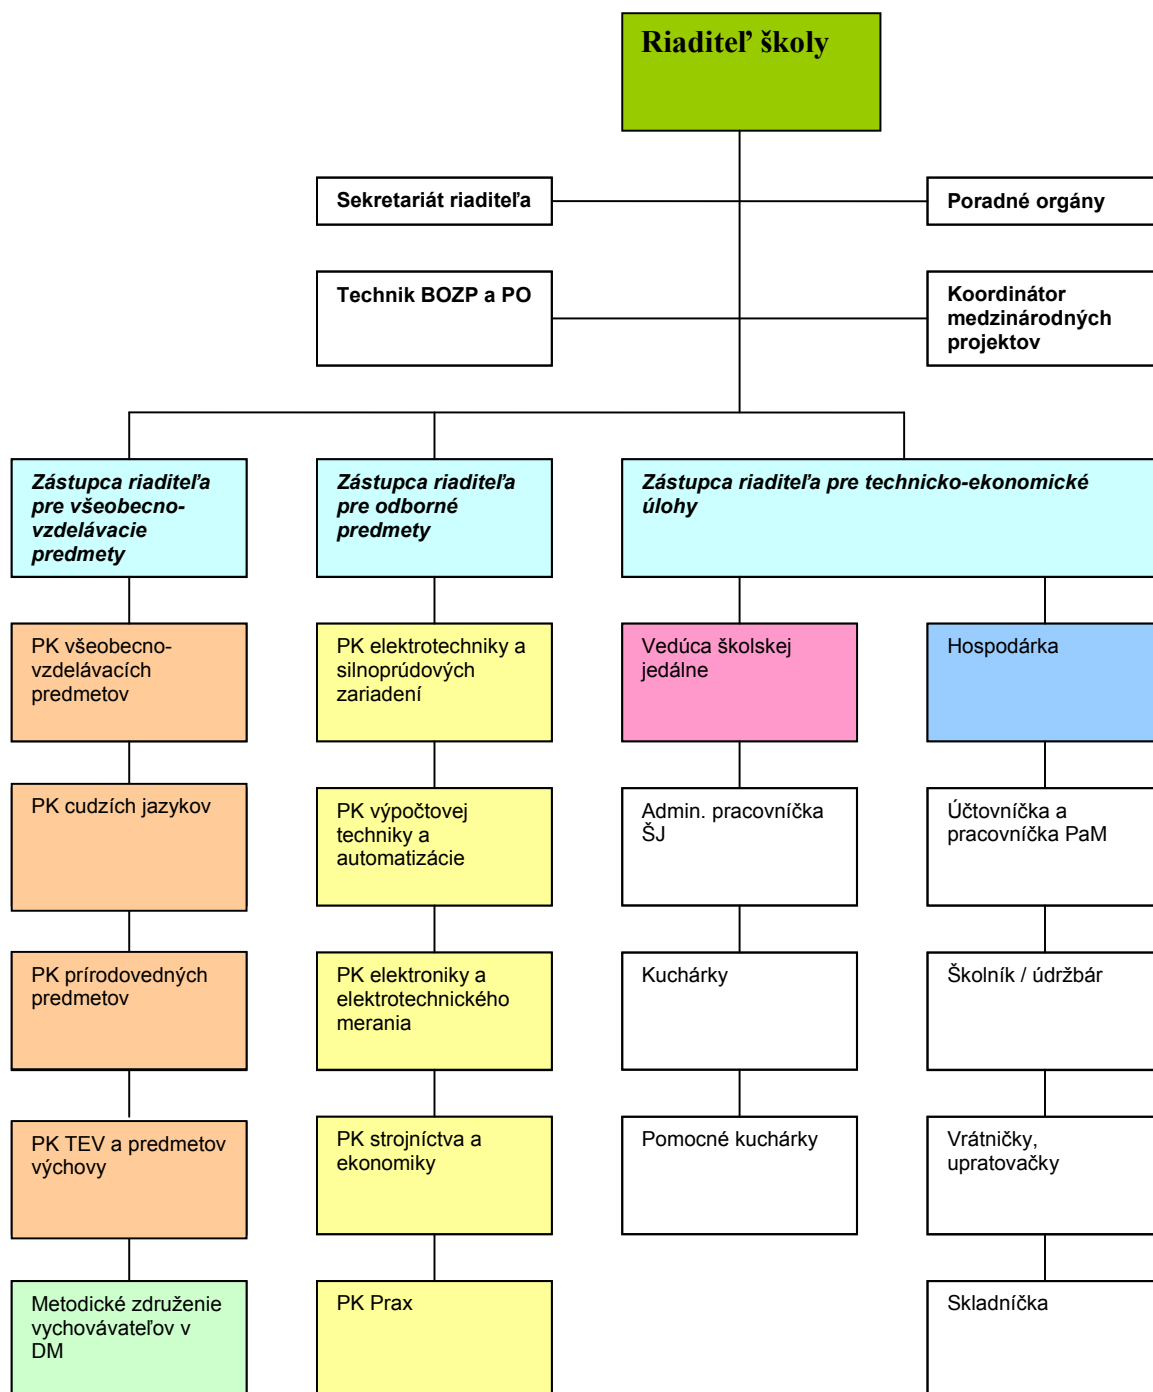 Riaditeľ školy
Sekretariát riaditeľa
Poradné orgány
Technik BOZP a PO
Koordinátor
medzinárodných
projektov
Zástupca riaditeľa
pre všeobecno-
vzdelávacie
predmety
Zástupca riaditeľa
pre odborné
predmety
Zástupca riaditeľa pre technicko-ekonomické
úlohy
PK všeobecno-
vzdelávacích
predmetov
PK elektrotechniky a
silnoprúdových
zariadení
Vedúca školskej
jedálne
Hospodárka
PK cudzích jazykov
PK výpočtovej
techniky a
automatizácie
Admin. pracovníčka
ŠJ
Účtovníčka a
pracovníčka PaM
PK prírodovedných
predmetov
PK elektroniky a
elektrotechnického
merania
Kuchárky
Školník / údržbár
PK TEV a predmetov
výchovy
PK strojníctva a
ekonomiky
Pomocné kuchárky
Vrátničky,
upratovačky
Metodické združenie
vychovávateľov v
DM
PK Prax
Skladníčka